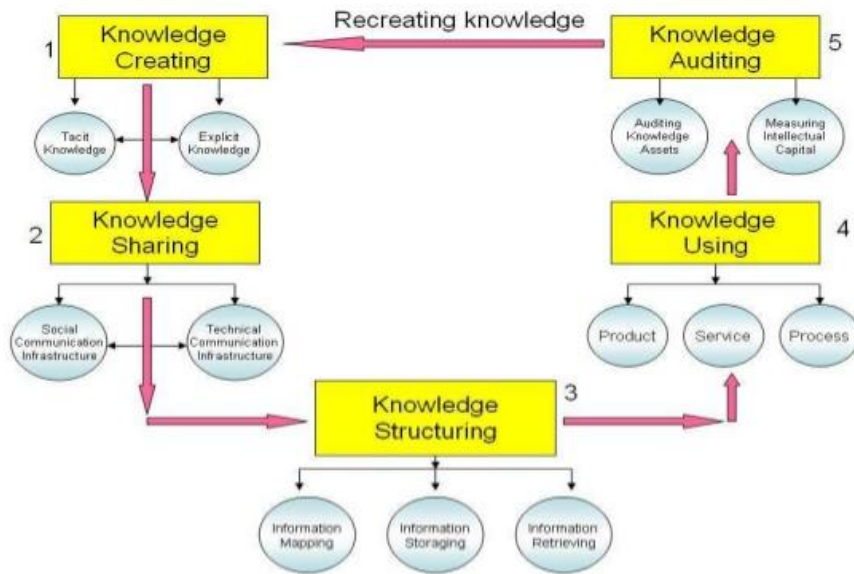 Recreating knowledge
1
Knowledge
Creating
Tacit
Knowledge
Explicit
Knowledge
2
Knowledge
Sharing
Social
Communication
Infrastructure
Technical
Communication
Infrastructure
3
Knowledge
Structuring
Information
Mapping
Information
Storaging
Information
Retrieving
4
Knowledge
Using
Product
Service
Process
5
Knowledge
Auditing
Auditing
Knowledge
Assets
Measuring
Intellectual
Capital